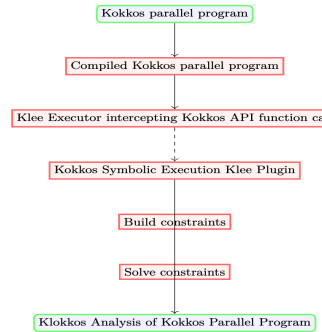 Kokkos parallel program
Compiled Kokkos parallel program
Klee Executor intercepting Kokkos API function
Kokkos Symbolic Execution Klee Plugin
Build constraints
Solve constraints
Klokkos Analysis of Kokkos Parallel Program